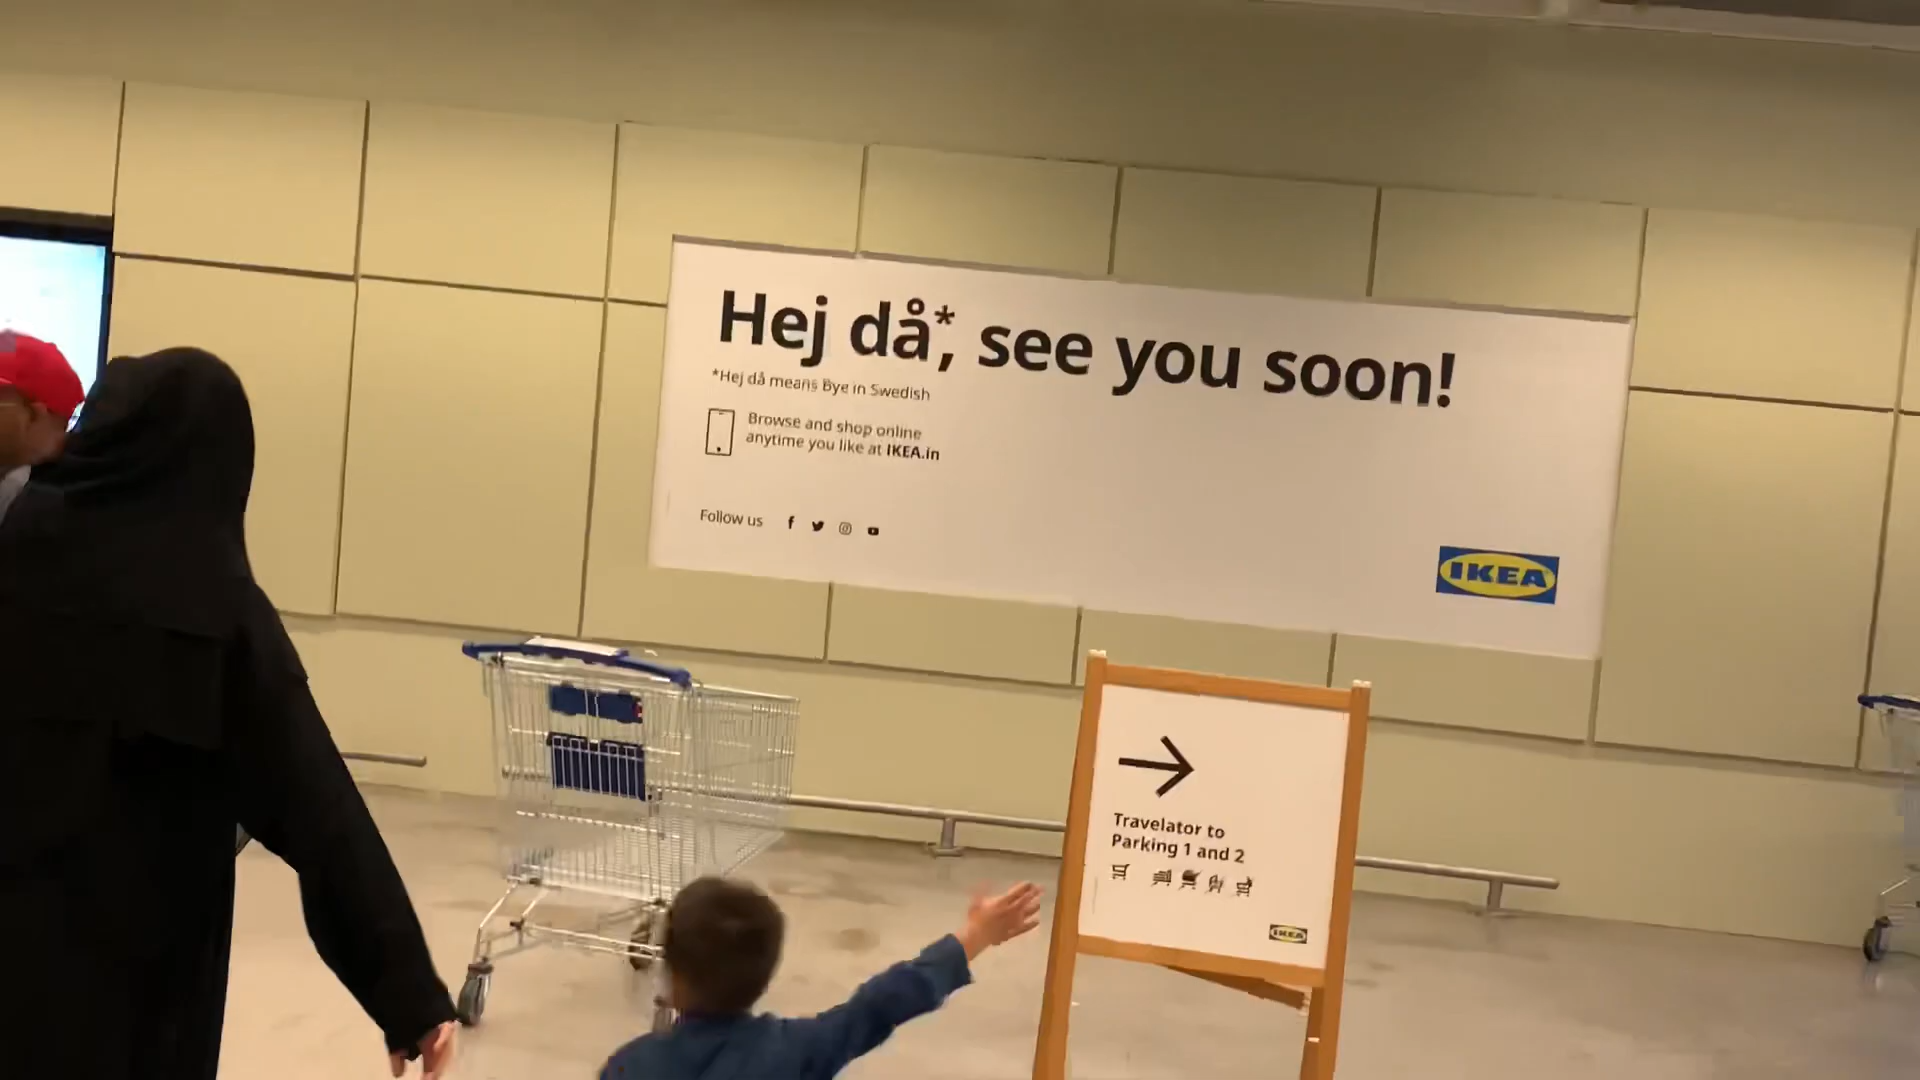 Hej då*, see you soon!
*Hej då means Bye in Swedish
Browse and shop online
anytime you like at IKEA.in
Follow us
IKEA
Travelator to
Parking 1 and 2
IKEA